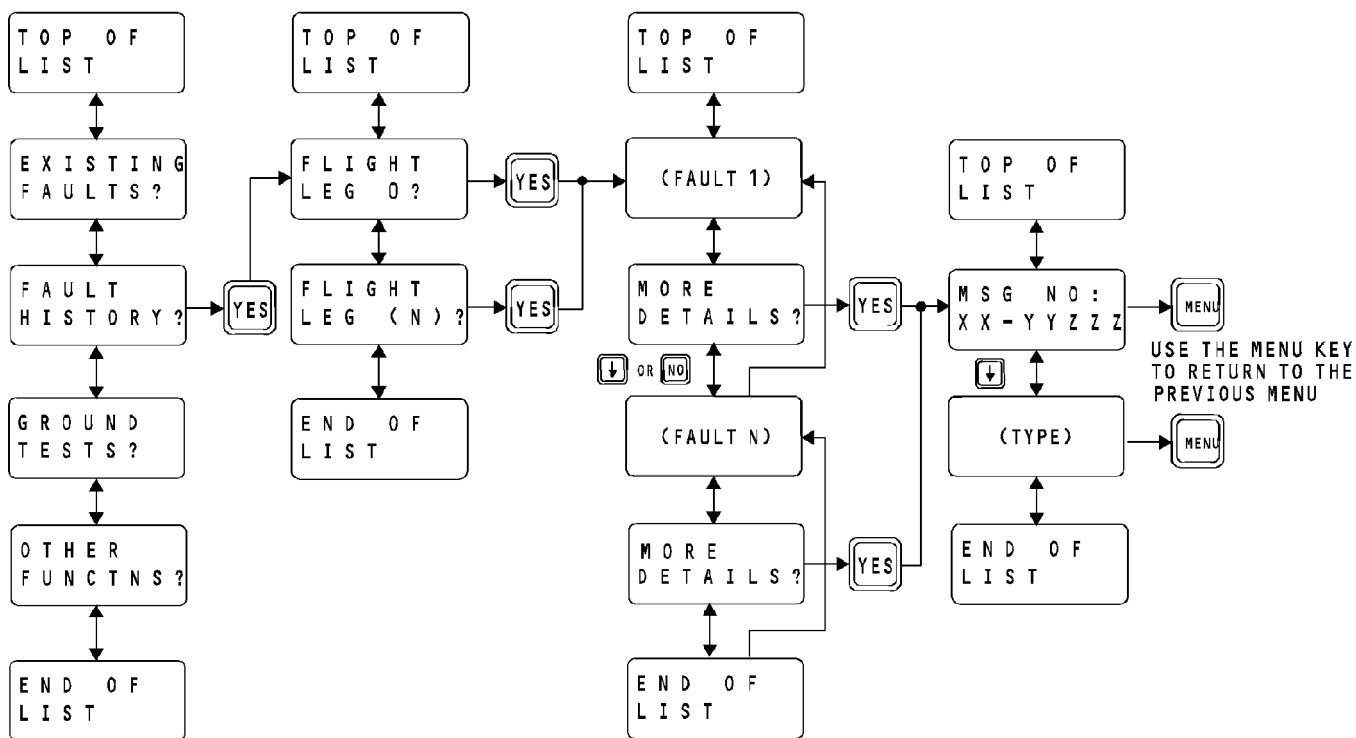 TOP OF
LIST
EXISTING
FAULTS?
FAULT
HISTORY?
YES
GROUND
TESTS?
OTHER
FUNCTNS?
END OF
LIST
TOP OF
LIST
FLIGHT
LEG 0?
YES
FLIGHT
LEG (N)?
YES
END OF
LIST
TOP OF
LIST
(FAULT 1)
MORE
DETAILS?
YES
↓ OR NO
(FAULT N)
MORE
DETAILS?
YES
END OF
LIST
TOP OF
LIST
MSG NO:
XX-YYZZZ
MENU
USE THE MENU KEY
TO RETURN TO THE
PREVIOUS MENU
↓
(TYPE)
MENU
END OF
LIST